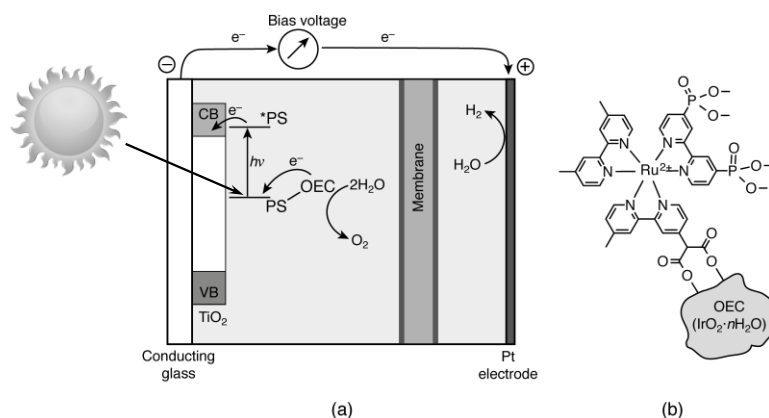 Bias voltage
e⁻
e⁻
−
+
CB
e⁻
*PS
hν
e⁻
PS
OEC
2H₂O
O₂
VB
TiO₂
Membrane
H₂
H₂O
Conducting
glass
Pt
electrode
(a)
O
P
O−
O−
N
N
N
Ru²⁺
N
N
N
O
P
O−
O−
O
O
O
O
OEC
(IrO₂·nH₂O)
(b)